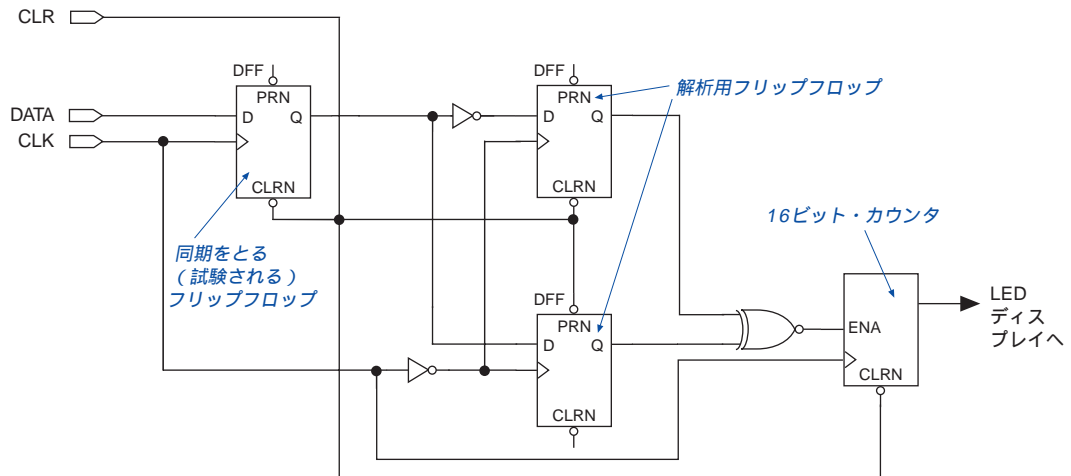 CLR
DATA
CLK
DFF
PRN
D
Q
CLRN
同期をとる
（試験される）
フリップフロップ
DFF
PRN
D
Q
CLRN
解析用フリップフロップ
DFF
PRN
D
Q
CLRN
16ビット・カウンタ
ENA
CLRN
LED
ディス
プレイへ